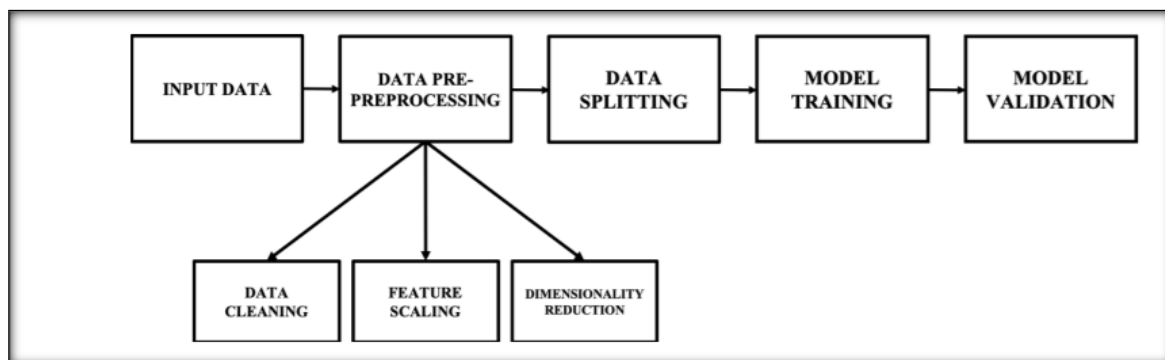 INPUT DATA
DATA PRE-
PREPROCESSING
DATA
SPLITTING
MODEL
TRAINING
MODEL
VALIDATION
DATA
CLEANING
FEATURE
SCALING
DIMENSIONALITY
REDUCTION